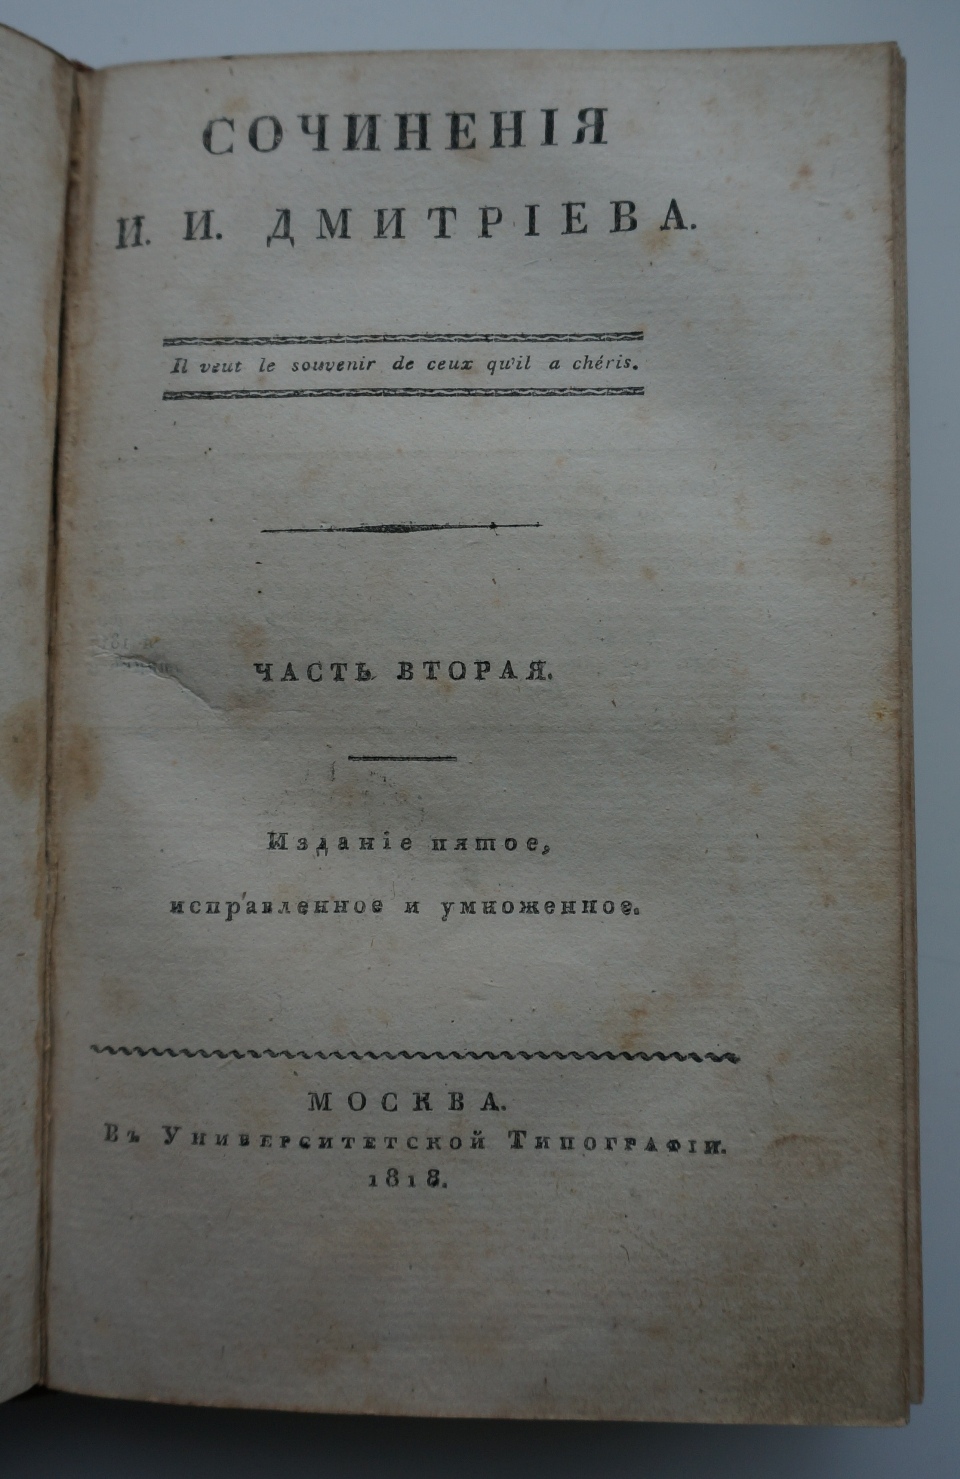 СОЧИНЕНІЯ
И. И. ДМИТРІЕВА.
Il veut le souvenir de ceux qu'il a chéris.
ЧАСТЬ ВТОРАЯ.
Изданіе пятое,
исправленное и умноженное.
МОСКВА.
Въ Университетской Типографіи.
1818.